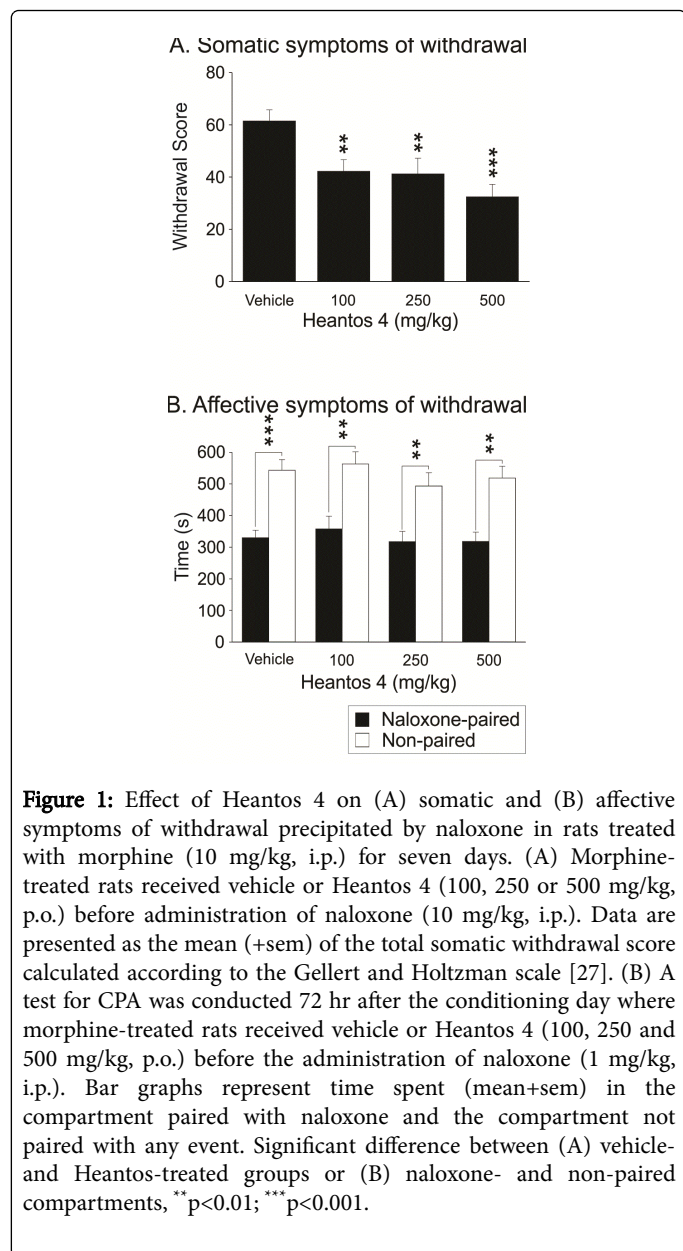 A. Somatic symptoms of withdrawal
80
60
40
20
0
Withdrawal Score
**
**
***
Vehicle 100 250 500
Heantos 4 (mg/kg)
B. Affective symptoms of withdrawal
600
500
400
300
200
100
0
Time (s)
***
**
**
**
Vehicle 100 250 500
Heantos 4 (mg/kg)
Naloxone-paired
Non-paired
Figure 1: Effect of Heantos 4 on (A) somatic and (B) affective
symptoms of withdrawal precipitated by naloxone in rats treated
with morphine (10 mg/kg, i.p.) for seven days. (A) Morphine-
treated rats received vehicle or Heantos 4 (100, 250 or 500 mg/kg,
p.o.) before administration of naloxone (10 mg/kg, i.p.). Data are
presented as the mean (+sem) of the total somatic withdrawal score
calculated according to the Gellert and Holtzman scale [27]. (B) A
test for CPA was conducted 72 hr after the conditioning day where
morphine-treated rats received vehicle or Heantos 4 (100, 250 and
500 mg/kg, p.o.) before the administration of naloxone (1 mg/kg,
i.p.). Bar graphs represent time spent (mean+sem) in the
compartment paired with naloxone and the compartment not
paired with any event. Significant difference between (A) vehicle-
and Heantos-treated groups or (B) naloxone- and non-paired
compartments, **p<0.01; ***p<0.001.